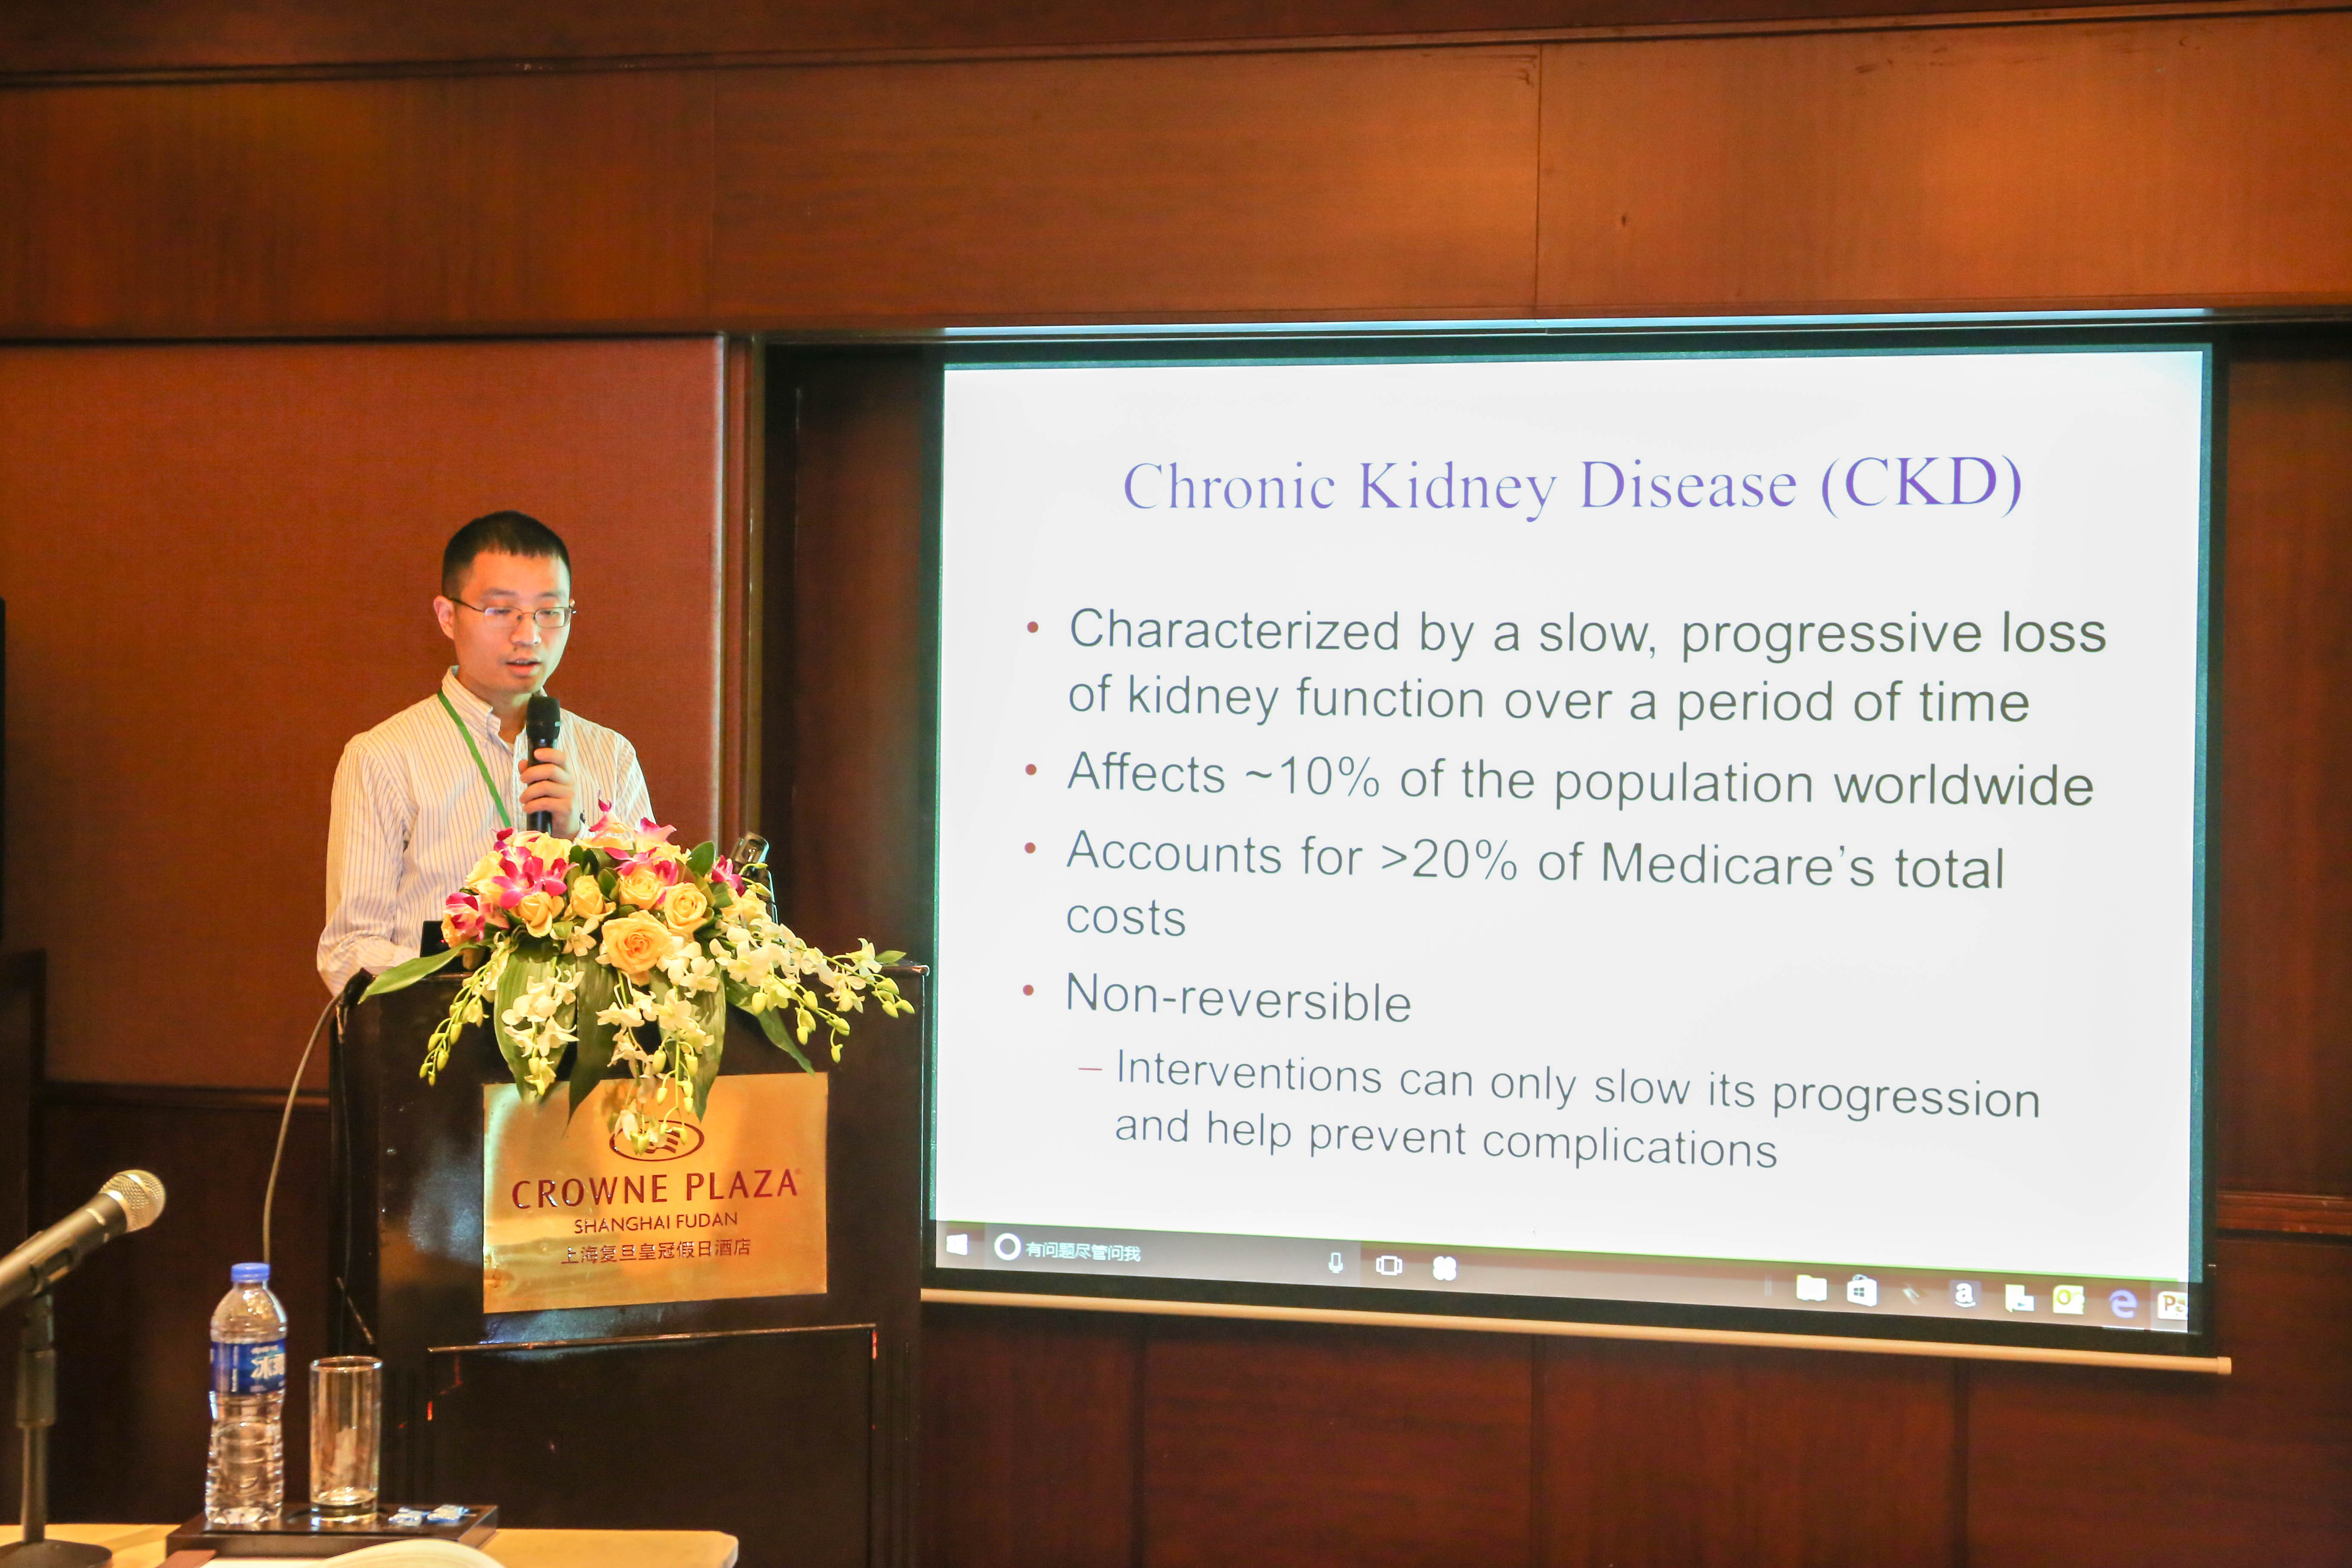 Chronic Kidney Disease (CKD)
• Characterized by a slow, progressive loss
of kidney function over a period of time
• Affects ~10% of the population worldwide
• Accounts for >20% of Medicare's total
costs
• Non-reversible
– Interventions can only slow its progression
and help prevent complications
有问题尽管问我
CROWNE PLAZA
SHANGHAI FUDAN
上海复旦皇冠假日酒店